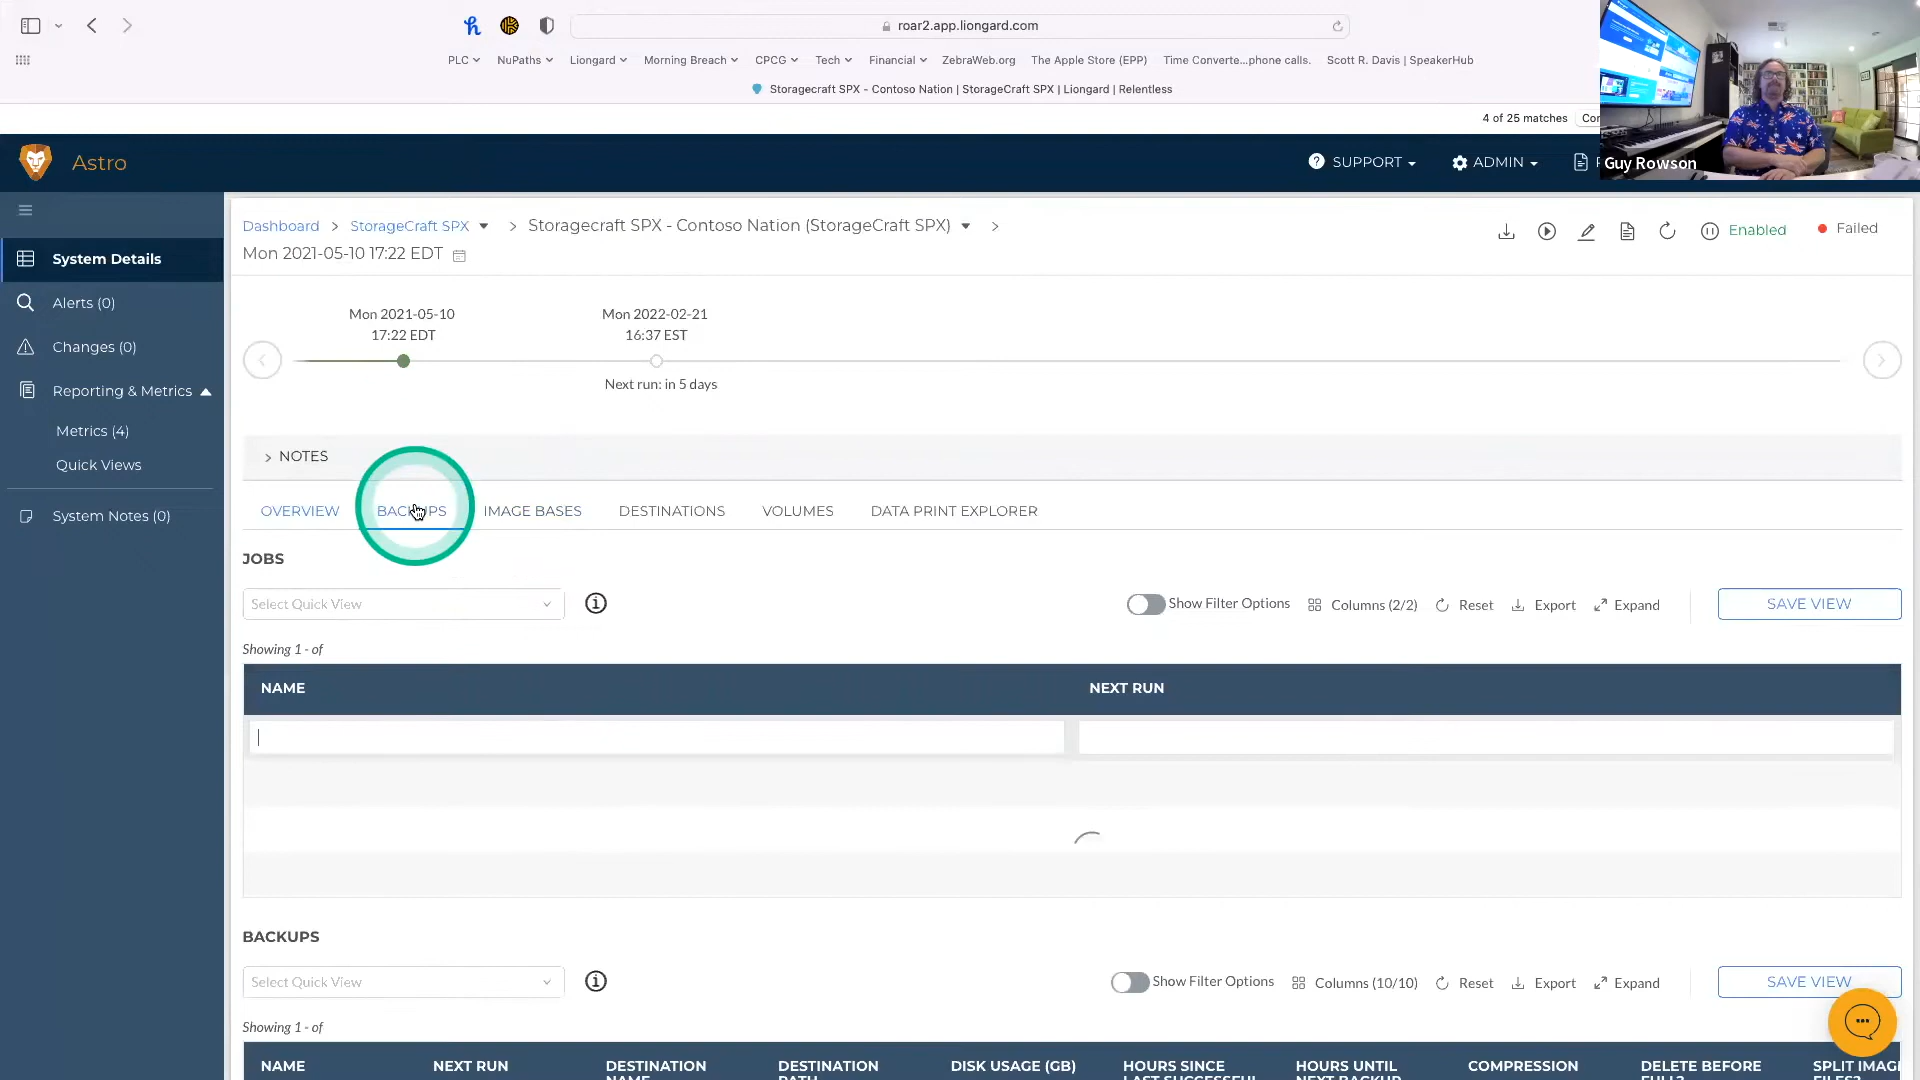 roar2.app.liongard.com
PLC NuPaths Liongard Morning Breach CPCG Tech Financial ZebraWeb.org The Apple Store (EPP) Time Converte...phone calls. Scott R. Davis | SpeakerHub
Storagecraft SPX - Contoso Nation | StorageCraft SPX | Liongard | Relentless
4 of 25 matches
Guy Rowson
Astro
SUPPORT ADMIN
Dashboard > StorageCraft SPX > Storagecraft SPX - Contoso Nation (StorageCraft SPX) >
Mon 2021-05-10 17:22 EDT
Enabled Failed
System Details
Alerts (0)
Changes (0)
Reporting & Metrics
Metrics (4)
Quick Views
System Notes (0)
Mon 2021-05-10
17:22 EDT
Mon 2022-02-21
16:37 EST
Next run: in 5 days
> NOTES
OVERVIEW BACKUPS IMAGE BASES DESTINATIONS VOLUMES DATA PRINT EXPLORER
JOBS
Select Quick View
Show Filter Options Columns (2/2) Reset Export Expand SAVE VIEW
Showing 1 - of
NAME NEXT RUN
BACKUPS
Select Quick View
Show Filter Options Columns (10/10) Reset Export Expand SAVE VIEW
Showing 1 - of
NAME NEXT RUN DESTINATION DESTINATION DISK USAGE (GB) HOURS SINCE HOURS UNTIL COMPRESSION DELETE BEFORE